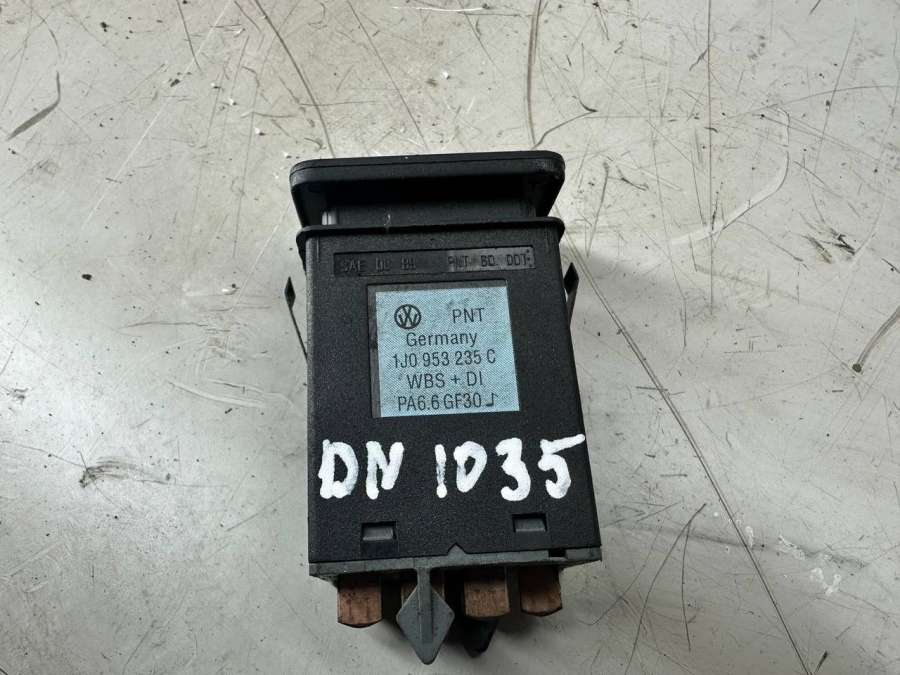 PNT
Germany
1J0 953 235 C
WBS + DI
PA6.6 GF30
DN 1035